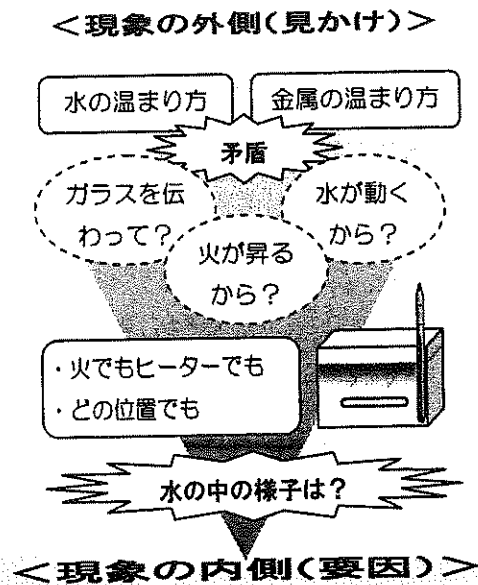 ＜現象の外側(見かけ)＞
水の温まり方
金属の温まり方
矛盾
ガラスを伝
わって？
水が動く
から？
火が昇る
から？
・火でもヒーターでも
・どの位置でも
水の中の様子は？
＜現象の内側(要因)＞